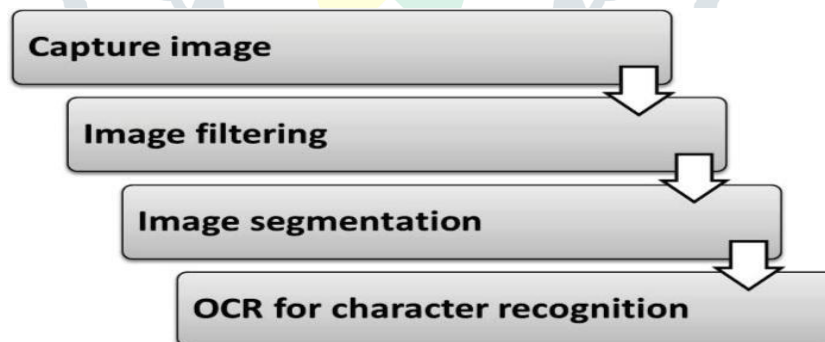 Capture image
Image filtering
Image segmentation
OCR for character recognition